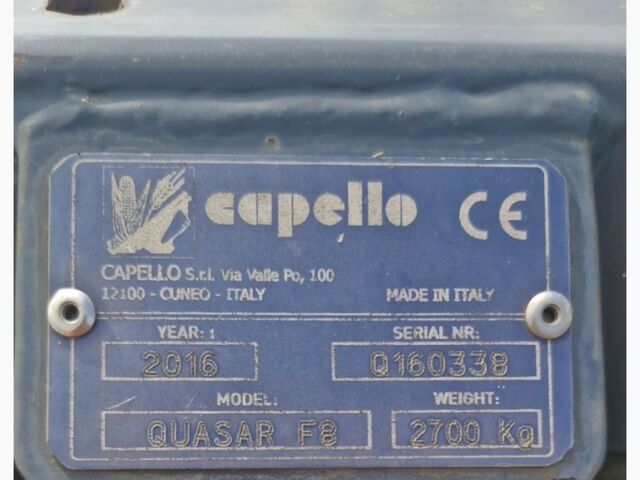 capello CE
CAPELLO S.r.l. Via Valle Po, 100
12100 - CUNEO - ITALY MADE IN ITALY
YEAR: SERIAL NR:
2016 Q160338
MODEL: WEIGHT:
QUASAR F8 2700 Kg